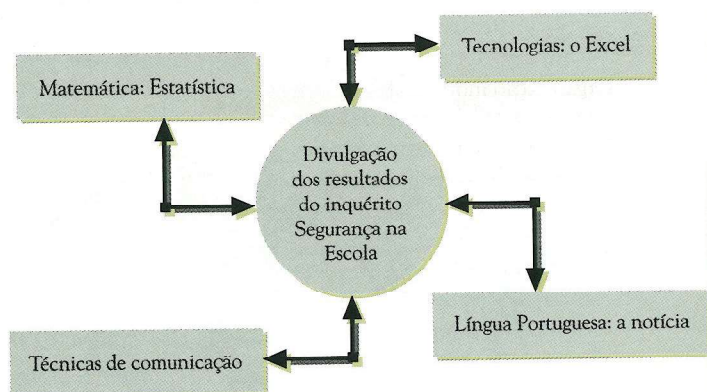 Tecnologias: o Excel
Matemática: Estatística
Divulgação
dos resultados
do inquérito
Segurança na
Escola
Língua Portuguesa: a notícia
Técnicas de comunicação